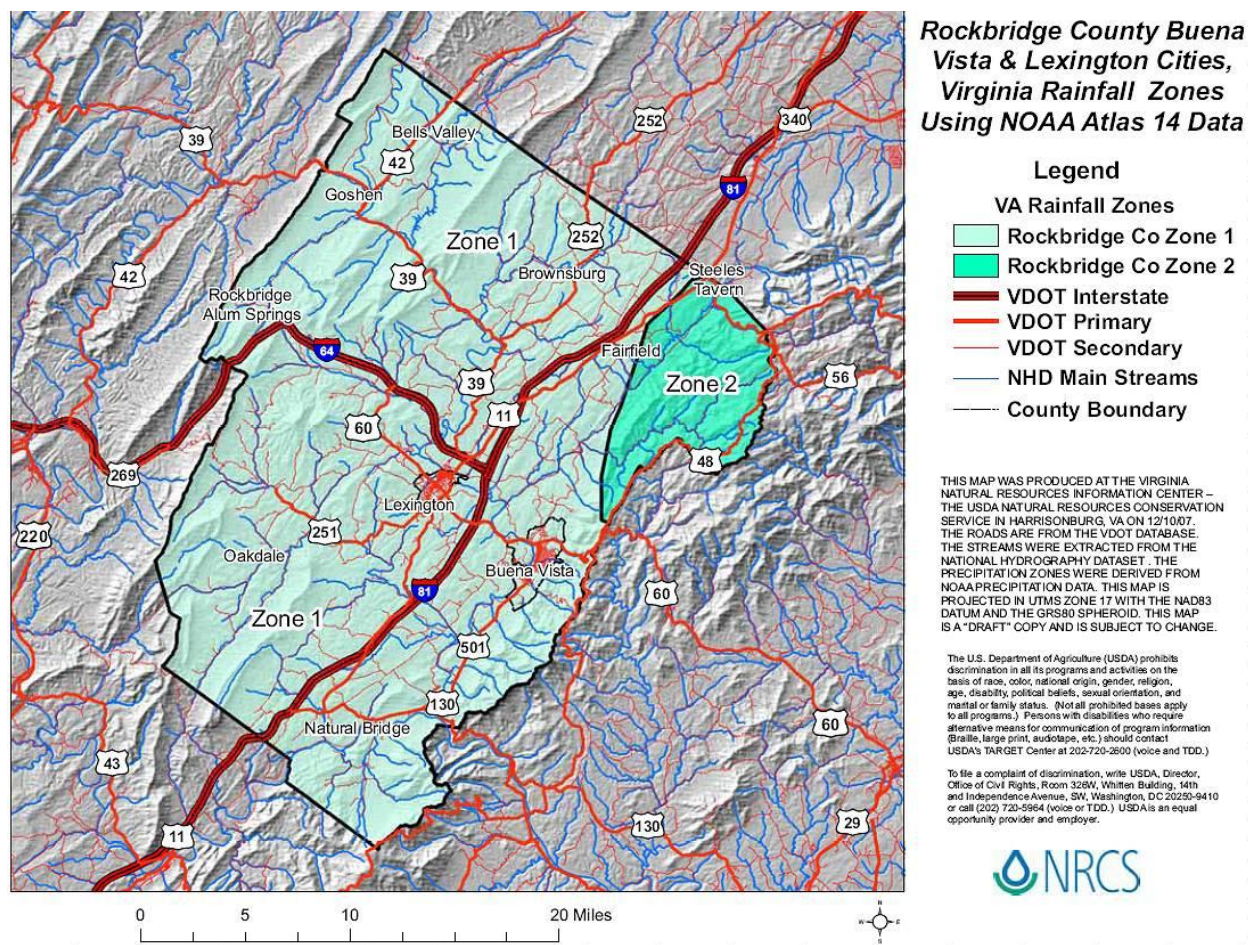 Rockbridge County Buena
Vista & Lexington Cities,
Virginia Rainfall Zones
Using NOAA Atlas 14 Data
Legend
VA Rainfall Zones
Rockbridge Co Zone 1
Rockbridge Co Zone 2
VDOT Interstate
VDOT Primary
VDOT Secondary
NHD Main Streams
County Boundary
252
340
39
Bells Valley
42
81
Goshen
Zone 1
252
42
39
Brownsburg
Steeles
Tavern
Rockbridge
Alum Springs
64
Fairfield
39
Zone 2
56
11
60
48
269
Lexington
220
251
Oakdale
Buena Vista
81
60
Zone 1
501
130
Natural Bridge
60
43
11
130
29
THIS MAP WAS PRODUCED AT THE VIRGINIA
NATURAL RESOURCES INFORMATION CENTER –
THE USDA NATURAL RESOURCES CONSERVATION
SERVICE IN HARRISONBURG, VA ON 12/10/07.
THE ROADS ARE FROM THE VDOT DATABASE.
THE STREAMS WERE EXTRACTED FROM THE
NATIONAL HYDROGRAPHY DATASET . THE
PRECIPITATION ZONES WERE DERIVED FROM
NOAA PRECIPITATION DATA. THIS MAP IS
PROJECTED IN UTMS ZONE 17 WITH THE NAD83
DATUM AND THE GRS80 SPHEROID. THIS MAP
IS A "DRAFT" COPY AND IS SUBJECT TO CHANGE.
The U.S. Department of Agriculture (USDA) prohibits
discrimination in all its programs and activities on the
basis of race, color, national origin, gender, religion,
age, disability, political beliefs, sexual orientation, and
marital or family status. (Not all prohibited bases apply
to all programs.) Persons with disabilities who require
alternative means for communication of program information
(Braille, large print, audiotape, etc.) should contact
USDA's TARGET Center at 202-720-2600 (voice and TDD.)
To file a complaint of discrimination, write USDA, Director,
Office of Civil Rights, Room 326W, Whitten Building, 14th
and Independence Avenue, SW, Washington, DC 20250-9410
or call (202) 720-5964 (voice or TDD.) USDA is an equal
opportunity provider and employer.
NRCS
0 5 10 20 Miles
N
W E
S